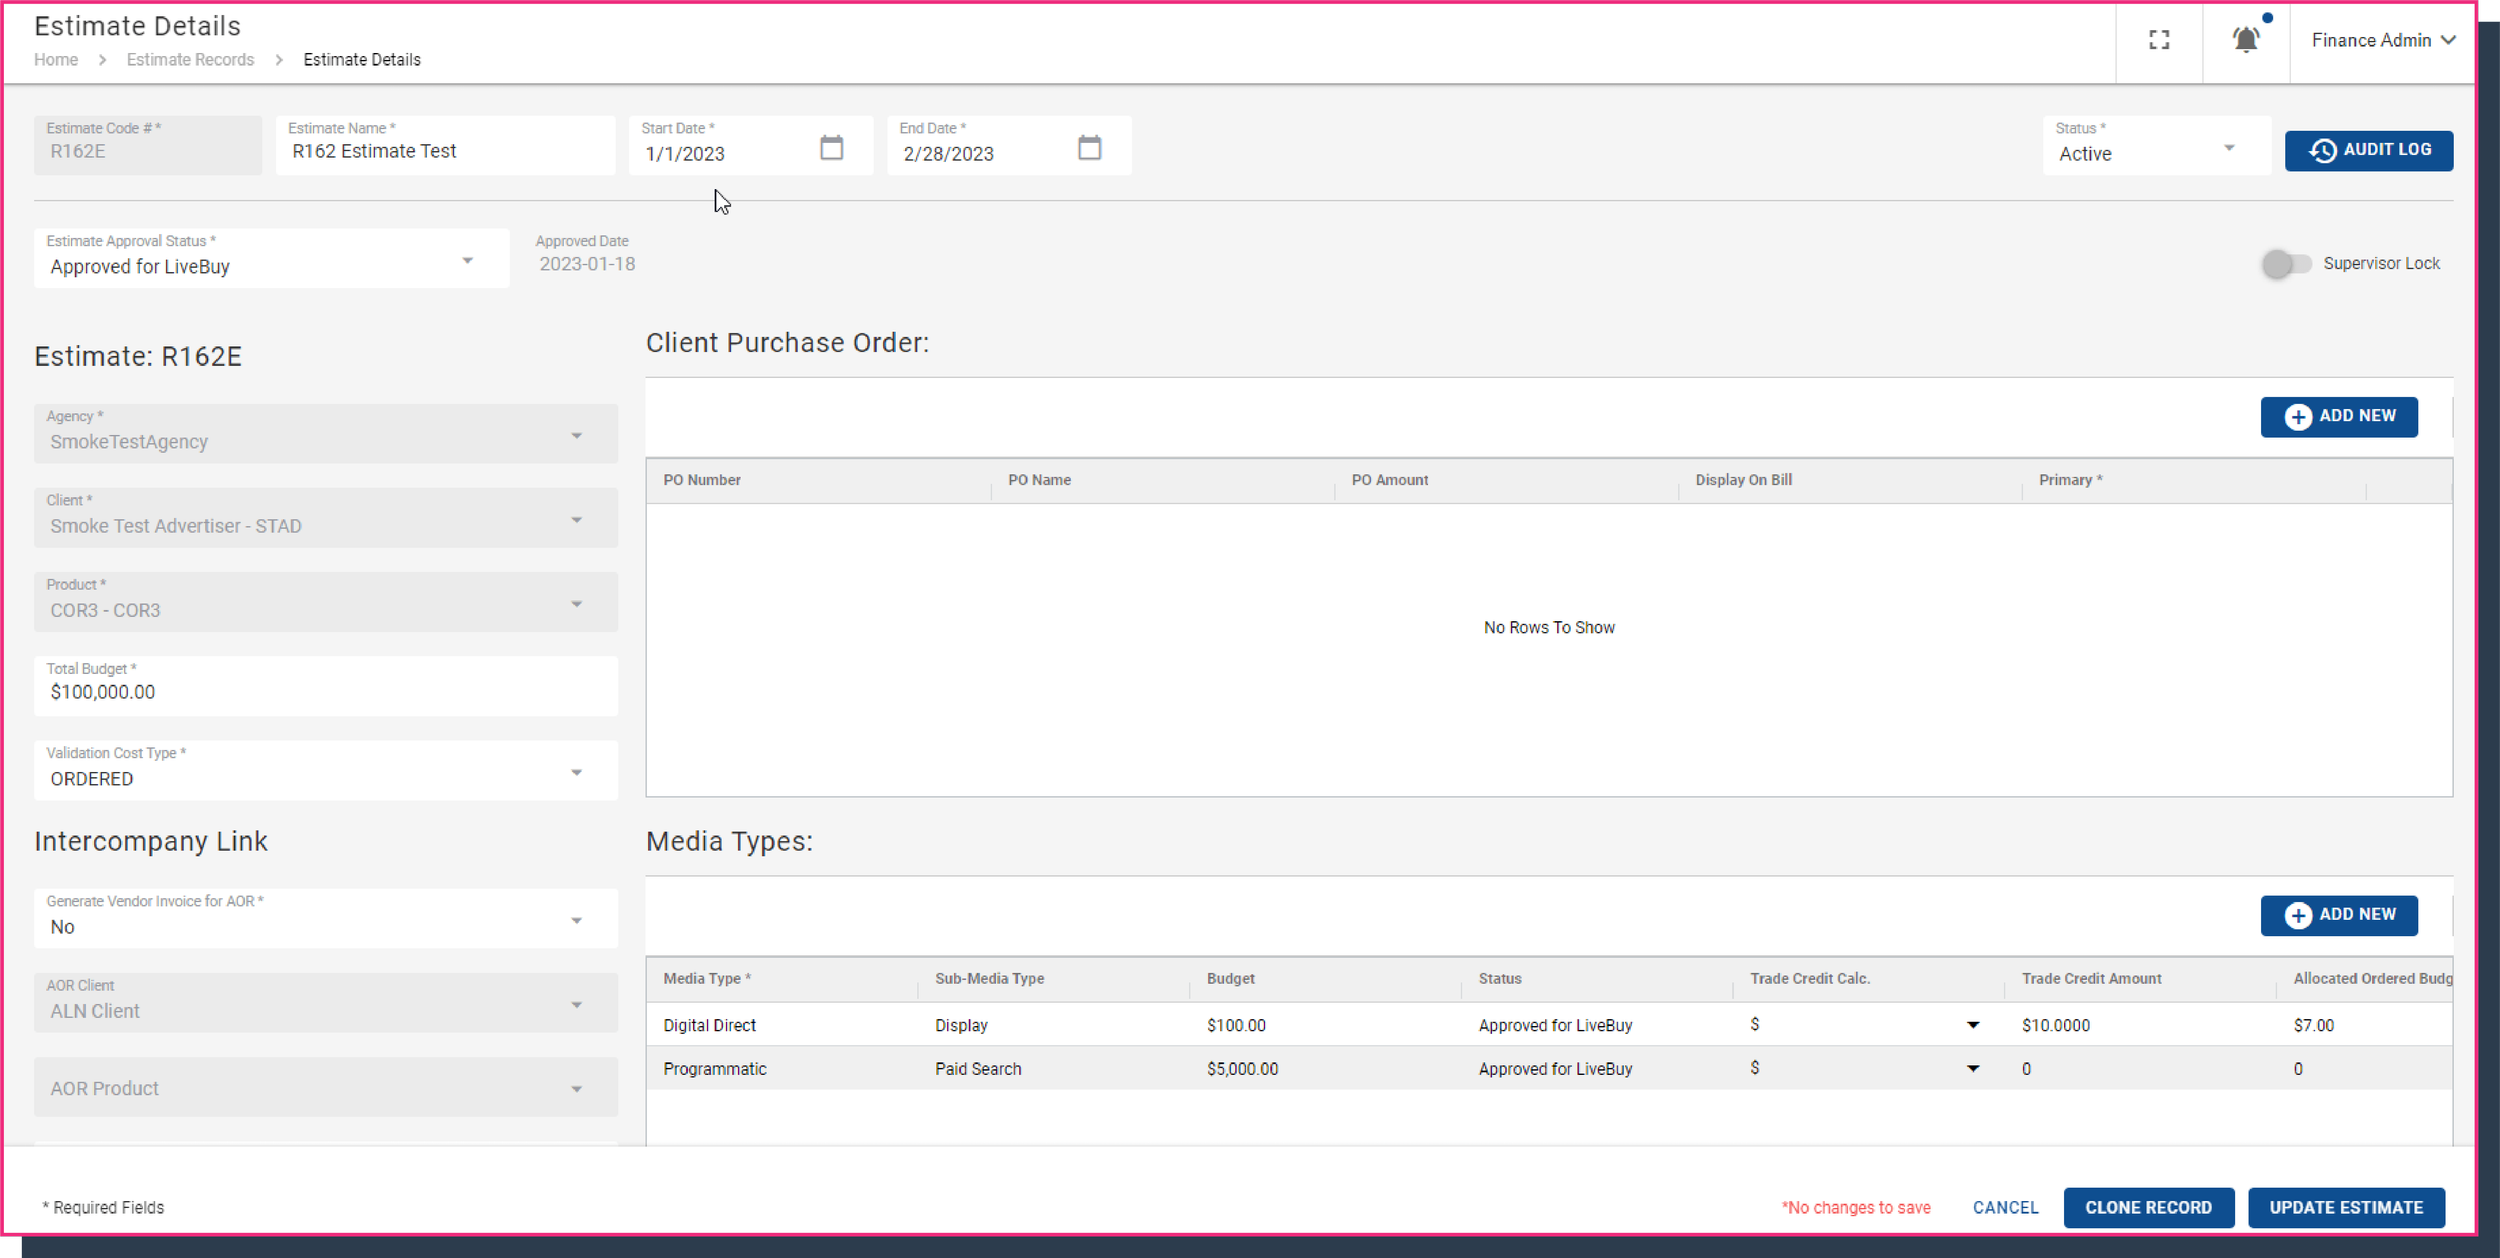 Estimate Details
Home > Estimate Records > Estimate Details
Finance Admin
Estimate Code # *
R162E
Estimate Name *
R162 Estimate Test
Start Date *
1/1/2023
End Date *
2/28/2023
Status *
Active
AUDIT LOG
Estimate Approval Status *
Approved for LiveBuy
Approved Date
2023-01-18
Supervisor Lock
Estimate: R162E
Agency *
SmokeTestAgency
Client *
Smoke Test Advertiser - STAD
Product *
COR3 - COR3
Total Budget *
$100,000.00
Validation Cost Type *
ORDERED
Intercompany Link
Generate Vendor Invoice for AOR *
No
AOR Client
ALN Client
AOR Product
Client Purchase Order:
ADD NEW
PO Number PO Name PO Amount Display On Bill Primary *
No Rows To Show
Media Types:
ADD NEW
Media Type * Sub-Media Type Budget Status Trade Credit Calc. Trade Credit Amount Allocated Ordered Budg
Digital Direct Display $100.00 Approved for LiveBuy $ $10.0000 $7.00
Programmatic Paid Search $5,000.00 Approved for LiveBuy $ 0 0
* Required Fields
*No changes to save
CANCEL
CLONE RECORD
UPDATE ESTIMATE